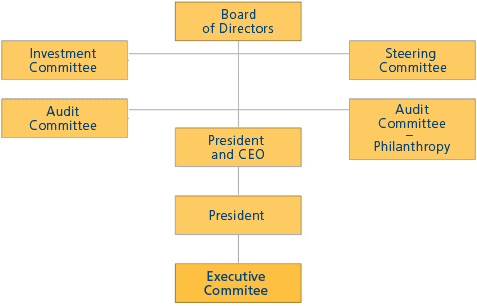 Board
of Directors
Investment
Committee
Steering
Committee
Audit
Committee
Audit
Committee
–
Philanthropy
President
and CEO
President
Executive
Commitee